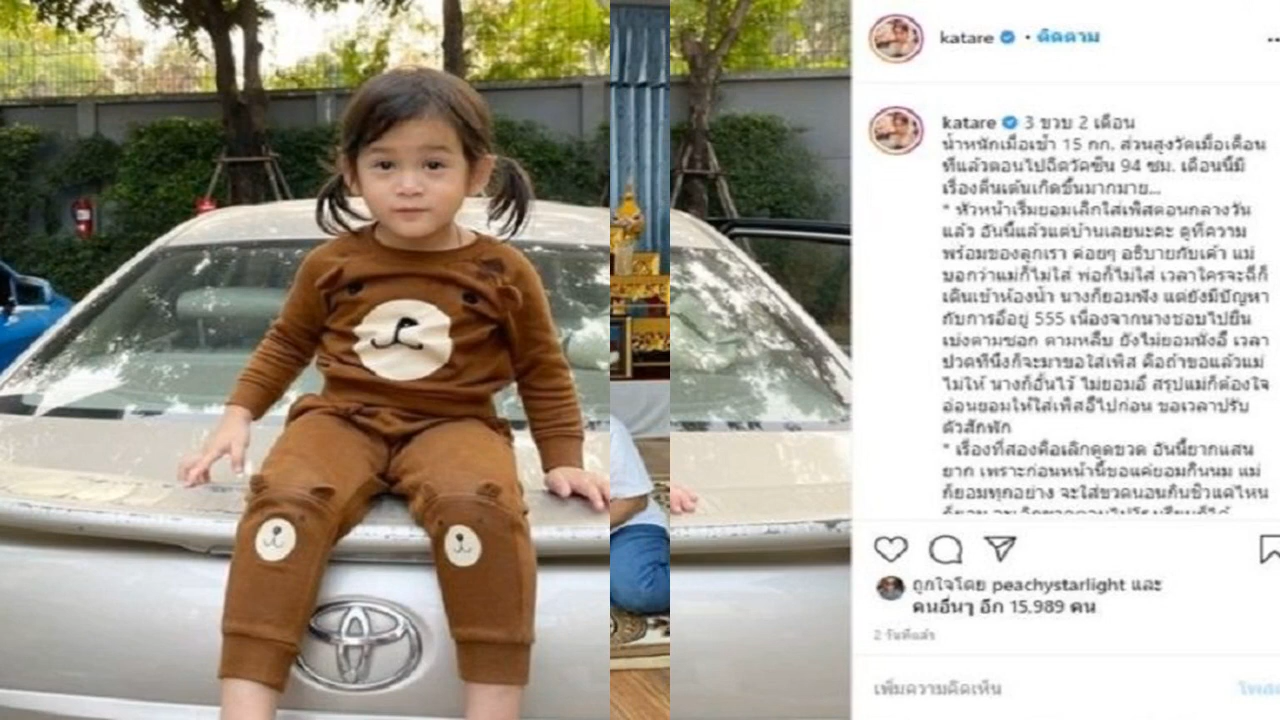 katare • ติดตาม
katare 3 ขวบ 2 เดือน
น้ำหนักเมื่อเช้า 15 กก. ส่วนสูงวัดเมื่อเดือน
ที่แล้วตอนไปฉีดวัคซีน 94 ซม. เดือนนี้มี
เรื่องตื่นเต้นเกิดขึ้นมากมาย...
* หัวหน้าเริ่มยอมเลิกใส่เพิสตอนกลางวัน
แล้ว อันนี้แล้วแต่บ้านเลยนะคะ ดูที่ความ
พร้อมของลูกเรา ค่อยๆ อธิบายกับเค้า แม่
บอกว่าแม่ก็ไม่ใส่ พ่อก็ไม่ใส่ เวลาใครจะฉี่ก็
เดินเข้าห้องน้ำ นางก็ยอมฟัง แต่ยังมีปัญหา
กับการอึอยู่ 555 เนื่องจากนางชอบไปยืน
เบ่งตามซอก ตามหลืบ ยังไม่ยอมนั่งอึ เวลา
ปวดทีนึงก็จะมาขอใส่เพิส คือถ้าขอแล้วแม่
ไม่ให้ นางก็อั้นไว้ ไม่ยอมอึ สรุปแม่ก็ต้องใจ
อ่อนยอมให้ใส่เพิสอึไปก่อน ขอเวลาปรับ
ตัวสักพัก
* เรื่องที่สองคือเลิกดูดขวด อันนี้ยากแสน
ยาก เพราะก่อนหน้านี้ขอแค่ยอมกินนม แม่
ก็ยอมทุกอย่าง จะใส่ขวดนอนกินชิวแค่ไหน
ถูกใจโดย peachystarlight และ
คนอื่นๆ อีก 15,989 คน
2 วันที่แล้ว
เพิ่มความคิดเห็น โพสต์